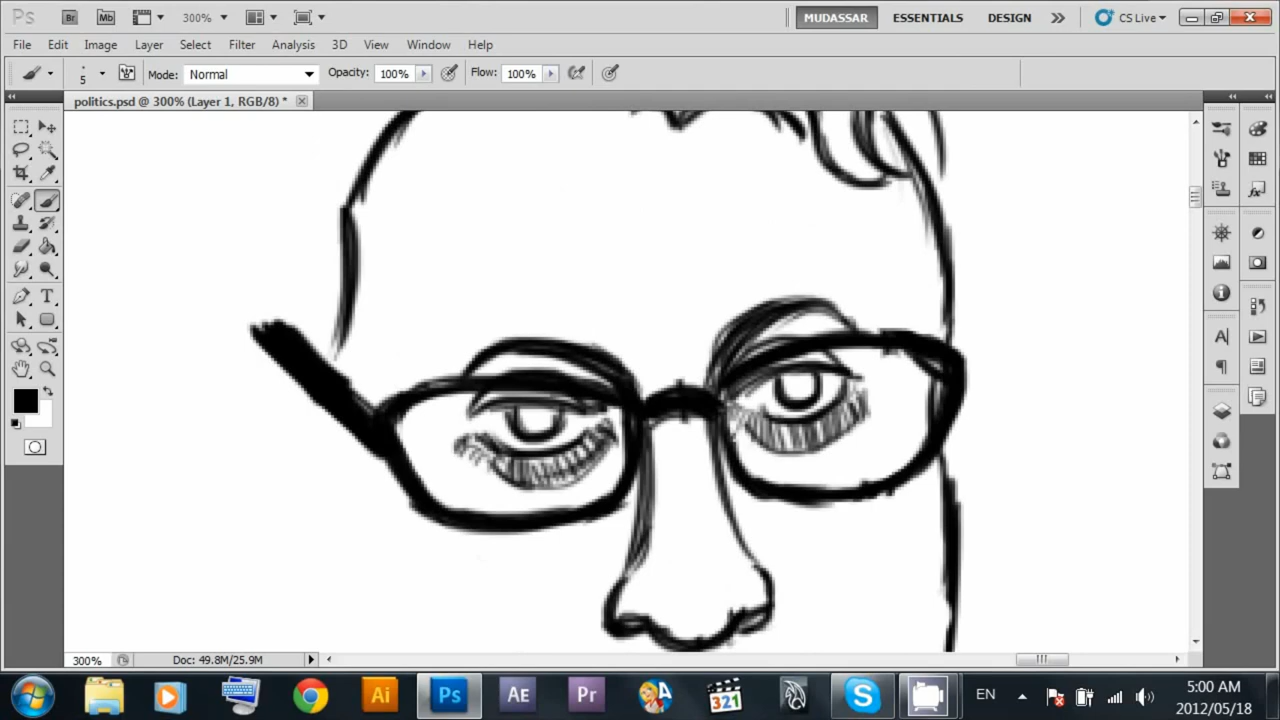 Ps Br Mb 300% MUDASSAR ESSENTIALS DESIGN CS Live
File Edit Image Layer Select Filter Analysis 3D View Window Help
5 Mode: Normal Opacity: 100% Flow: 100%
politics.psd @ 300% (Layer 1, RGB/8) *
300% Doc: 49.8M/25.9M
Ai Ps AE Pr A 321 S EN 5:00 AM
2012/05/18